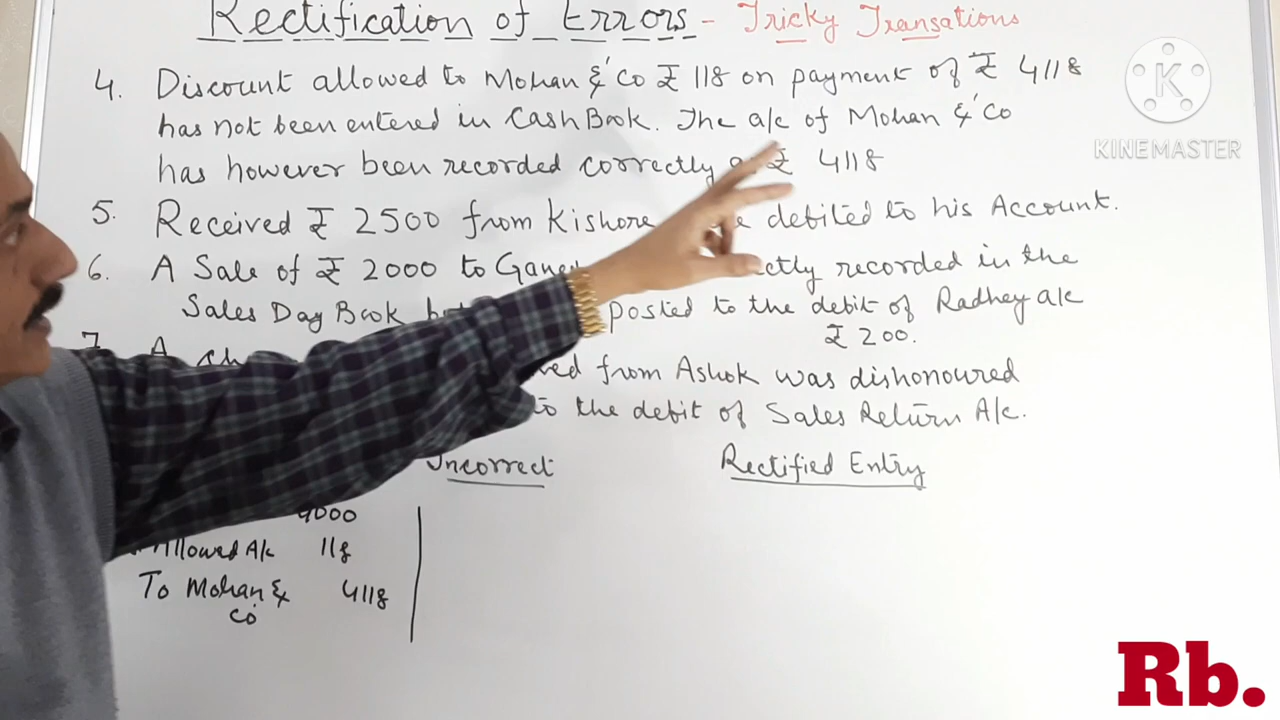 Rectification of Errors - Tricky Transations
4. Discount allowed to Mohan & Co ₹ 118 on payment of ₹ 4118
has not been entered in Cash Book. The a/c of Mohan & Co
has however been recorded correctly ₹ 4118
5. Received ₹ 2500 from Kishore debited to his Account.
6. A Sale of ₹ 2000 to recorded in the
Sales Day Book posted to the debit of Radhey a/c
₹ 200.
7. A from Ashok was dishonoured
to the debit of Sales Return A/c.
Incorrect Rectified Entry
4000
Allowed A/c 118
To Mohan & 4118
Co
K
KINEMASTER
Rb.